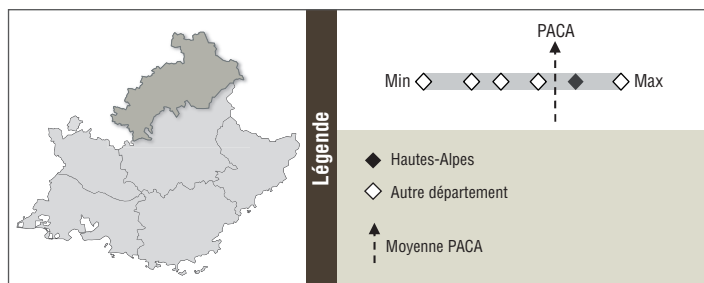 Légende
PACA
Min
Max
Hautes-Alpes
Autre département
Moyenne PACA